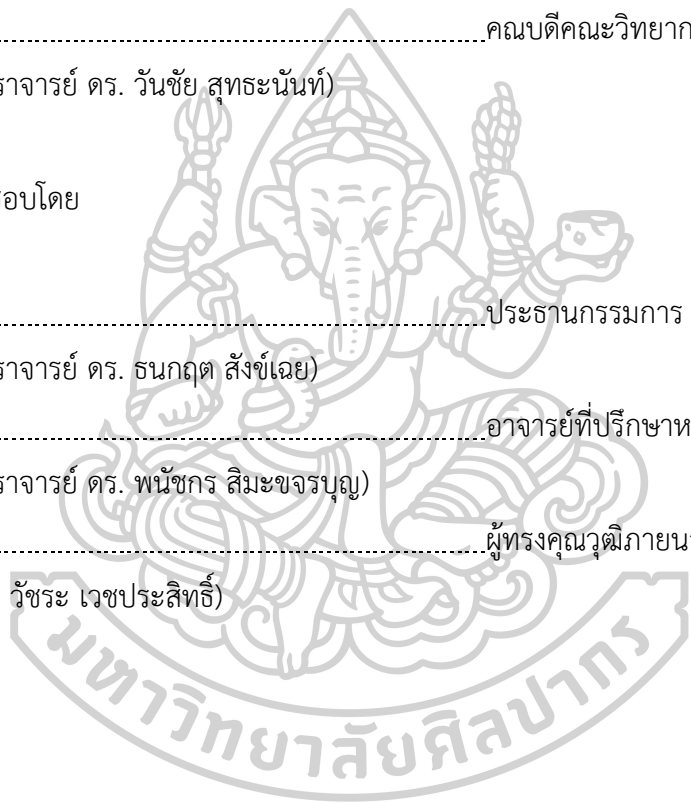 คณบดีคณะวิทยาก
ราจารย์ ดร. วันชัย สุทธะนันท์)
อบโดย
ประธานกรรมการ
ราจารย์ ดร. ธนกฤต สังข์เฉย)
อาจารย์ที่ปรึกษาห
ราจารย์ ดร. พนัชกร สิมะขจรบุญ)
ผู้ทรงคุณวุฒิภายน
วัชระ เวชประสิทธิ์)
มหาวิทยาลัยศิลปากร